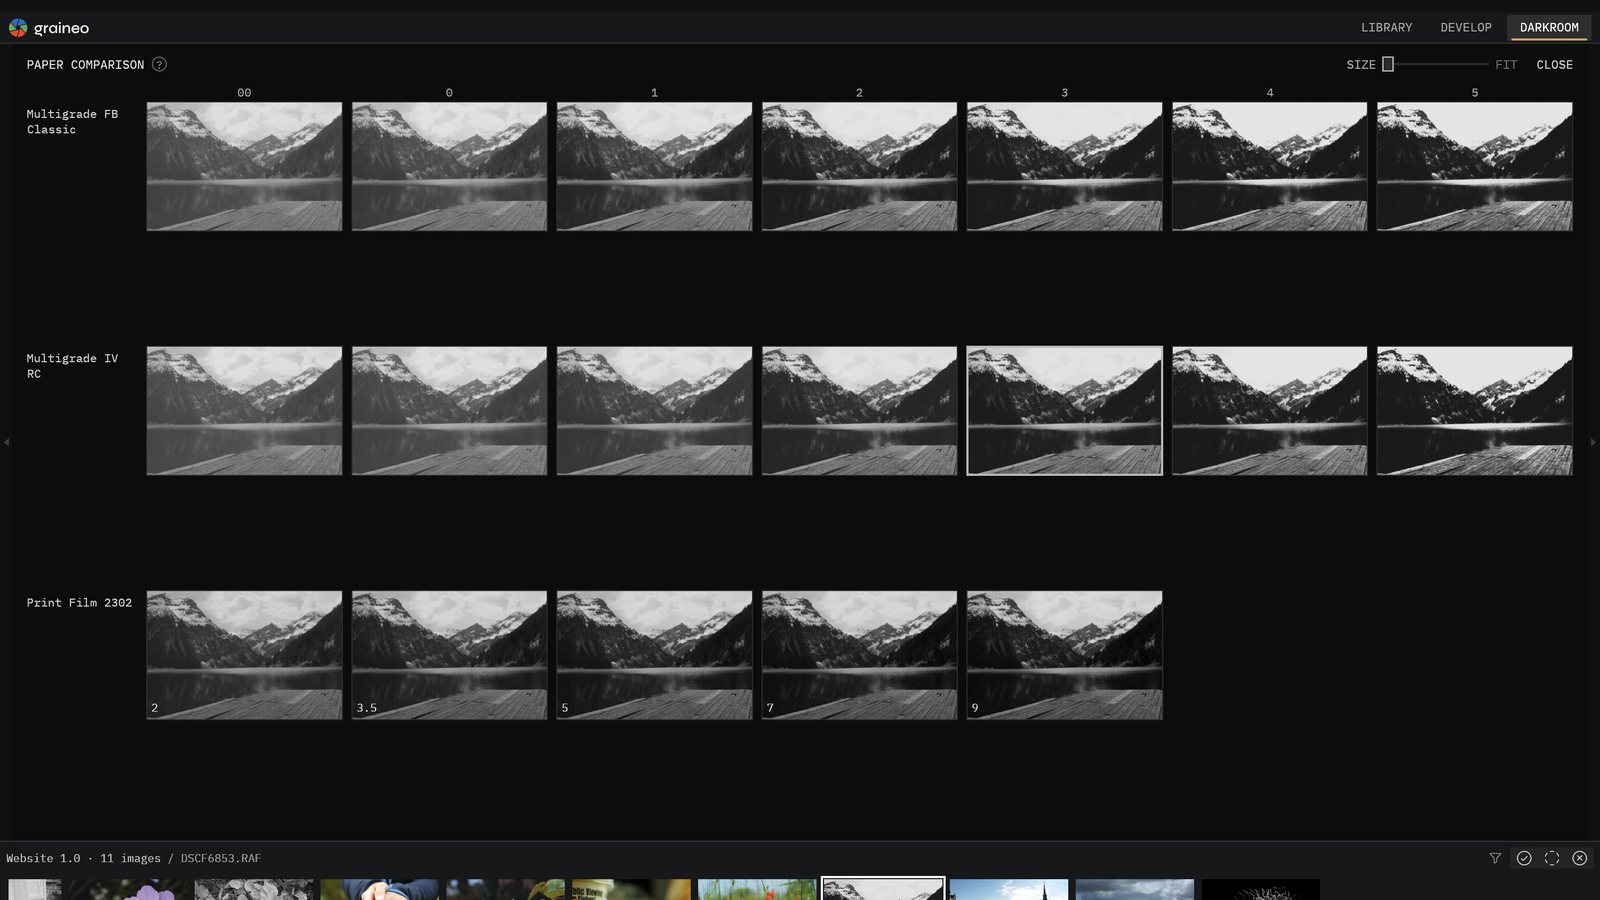 graineo
LIBRARY DEVELOP DARKROOM
PAPER COMPARISON ?
SIZE FIT CLOSE
00 0 1 2 3 4 5
Multigrade FB
Classic
Multigrade IV
RC
Print Film 2302
2 3.5 5 7 9
Website 1.0 · 11 images / DSCF6853.RAF
Public Viewing